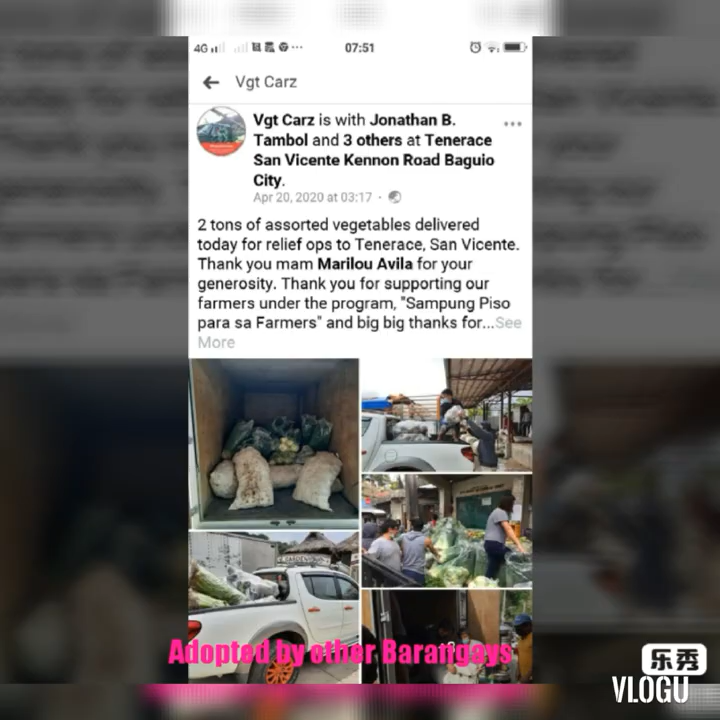 4G 07:51
Vgt Carz
Vgt Carz is with Jonathan B.
Tambol and 3 others at Tenerace
San Vicente Kennon Road Baguio
City.
Apr 20, 2020 at 03:17
2 tons of assorted vegetables delivered
today for relief ops to Tenerace, San Vicente.
Thank you mam Marilou Avila for your
generosity. Thank you for supporting our
farmers under the program, "Sampung Piso
para sa Farmers" and big big thanks for...See
More
Adopted by other Barangays
乐秀
VLOGU